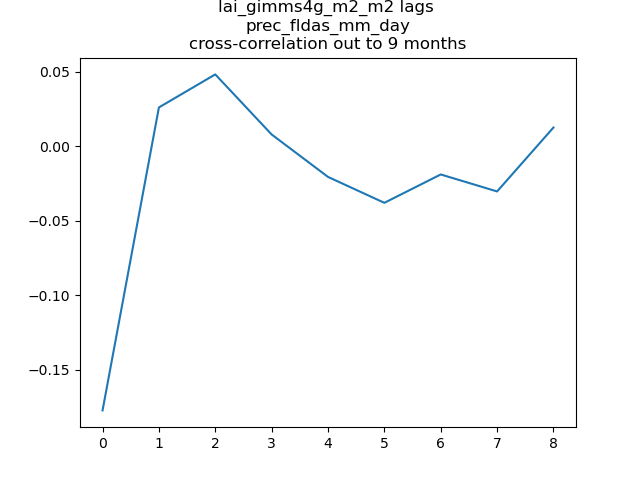 lai_gimms4g_m2_m2 lags
prec_fldas_mm_day
cross-correlation out to 9 months
0.05
0.00
−0.05
−0.10
−0.15
0 1 2 3 4 5 6 7 8